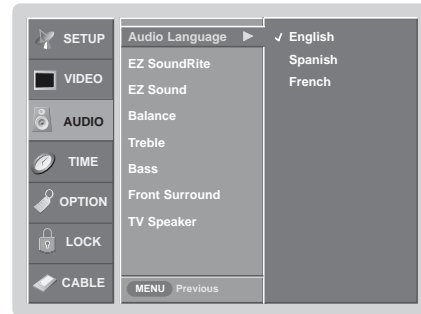 SETUP
VIDEO
AUDIO
TIME
OPTION
LOCK
CABLE
Audio Language ►
EZ SoundRite
EZ Sound
Balance
Treble
Bass
Front Surround
TV Speaker
MENU Previous
✓ English
Spanish
French